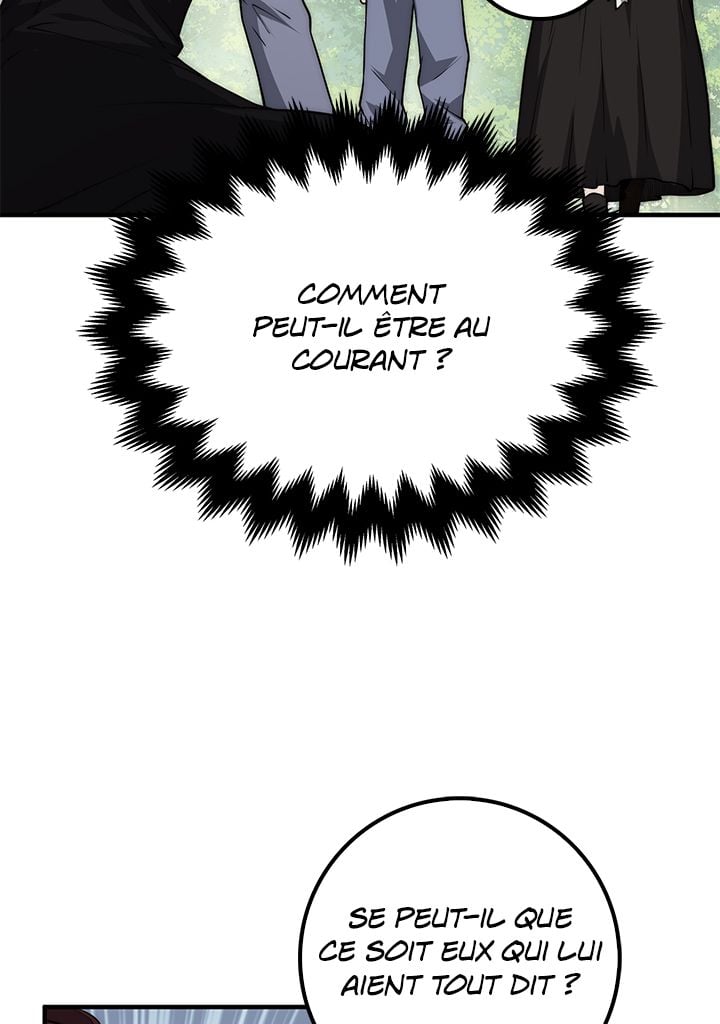 COMMENT
PEUT-IL ÊTRE AU
COURANT ?
SE PEUT-IL QUE
CE SOIT EUX QUI LUI
AIENT TOUT DIT ?